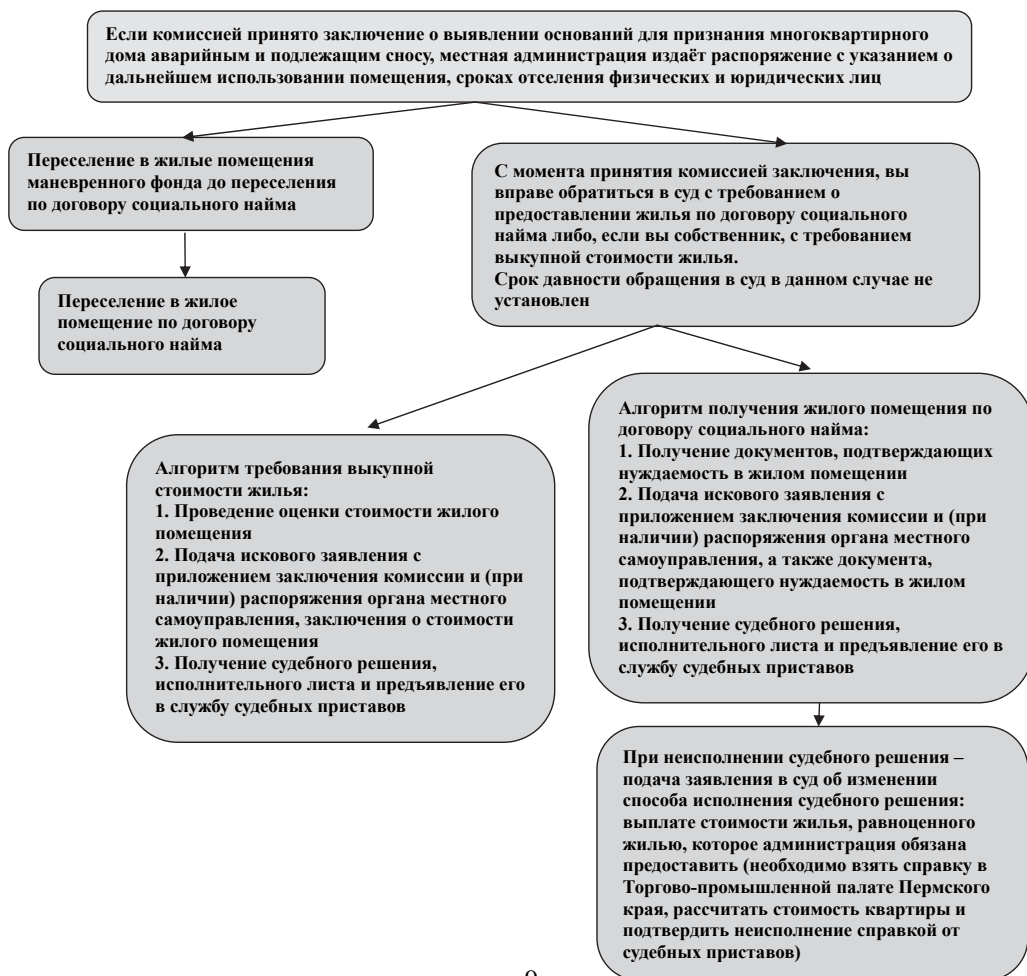 Если комиссией принято заключение о выявлении оснований для признания многоквартирного
дома аварийным и подлежащим сносу, местная администрация издаёт распоряжение с указанием о
дальнейшем использовании помещения, сроках отселения физических и юридических лиц
Переселение в жилые помещения
маневренного фонда до переселения
по договору социального найма
Переселение в жилое
помещение по договору
социального найма
С момента принятия комиссией заключения, вы
вправе обратиться в суд с требованием о
предоставлении жилья по договору социального
найма либо, если вы собственник, с требованием
выкупной стоимости жилья.
Срок давности обращения в суд в данном случае не
установлен
Алгоритм требования выкупной
стоимости жилья:
1. Проведение оценки стоимости жилого
помещения
2. Подача искового заявления с
приложением заключения комиссии и (при
наличии) распоряжения органа местного
самоуправления, заключения о стоимости
жилого помещения
3. Получение судебного решения,
исполнительного листа и предъявление его
в службу судебных приставов
Алгоритм получения жилого помещения по
договору социального найма:
1. Получение документов, подтверждающих
нуждаемость в жилом помещении
2. Подача искового заявления с
приложением заключения комиссии и (при
наличии) распоряжения органа местного
самоуправления, а также документа,
подтверждающего нуждаемость в жилом
помещении
3. Получение судебного решения,
исполнительного листа и предъявление его в
службу судебных приставов
При неисполнении судебного решения –
подача заявления в суд об изменении
способа исполнения судебного решения:
выплате стоимости жилья, равноценного
жилью, которое администрация обязана
предоставить (необходимо взять справку в
Торгово-промышленной палате Пермского
края, рассчитать стоимость квартиры и
подтвердить неисполнение справкой от
судебных приставов)